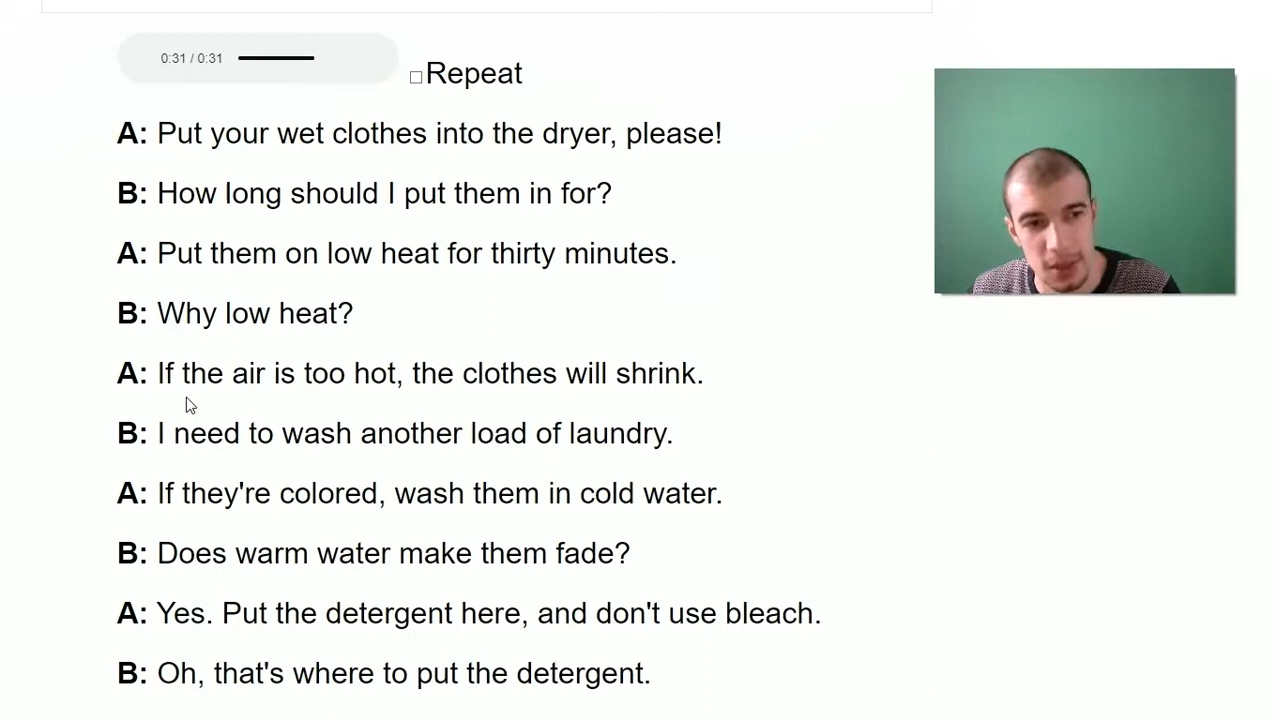 0:31 / 0:31
Repeat
A: Put your wet clothes into the dryer, please!
B: How long should I put them in for?
A: Put them on low heat for thirty minutes.
B: Why low heat?
A: If the air is too hot, the clothes will shrink.
B: I need to wash another load of laundry.
A: If they're colored, wash them in cold water.
B: Does warm water make them fade?
A: Yes. Put the detergent here, and don't use bleach.
B: Oh, that's where to put the detergent.